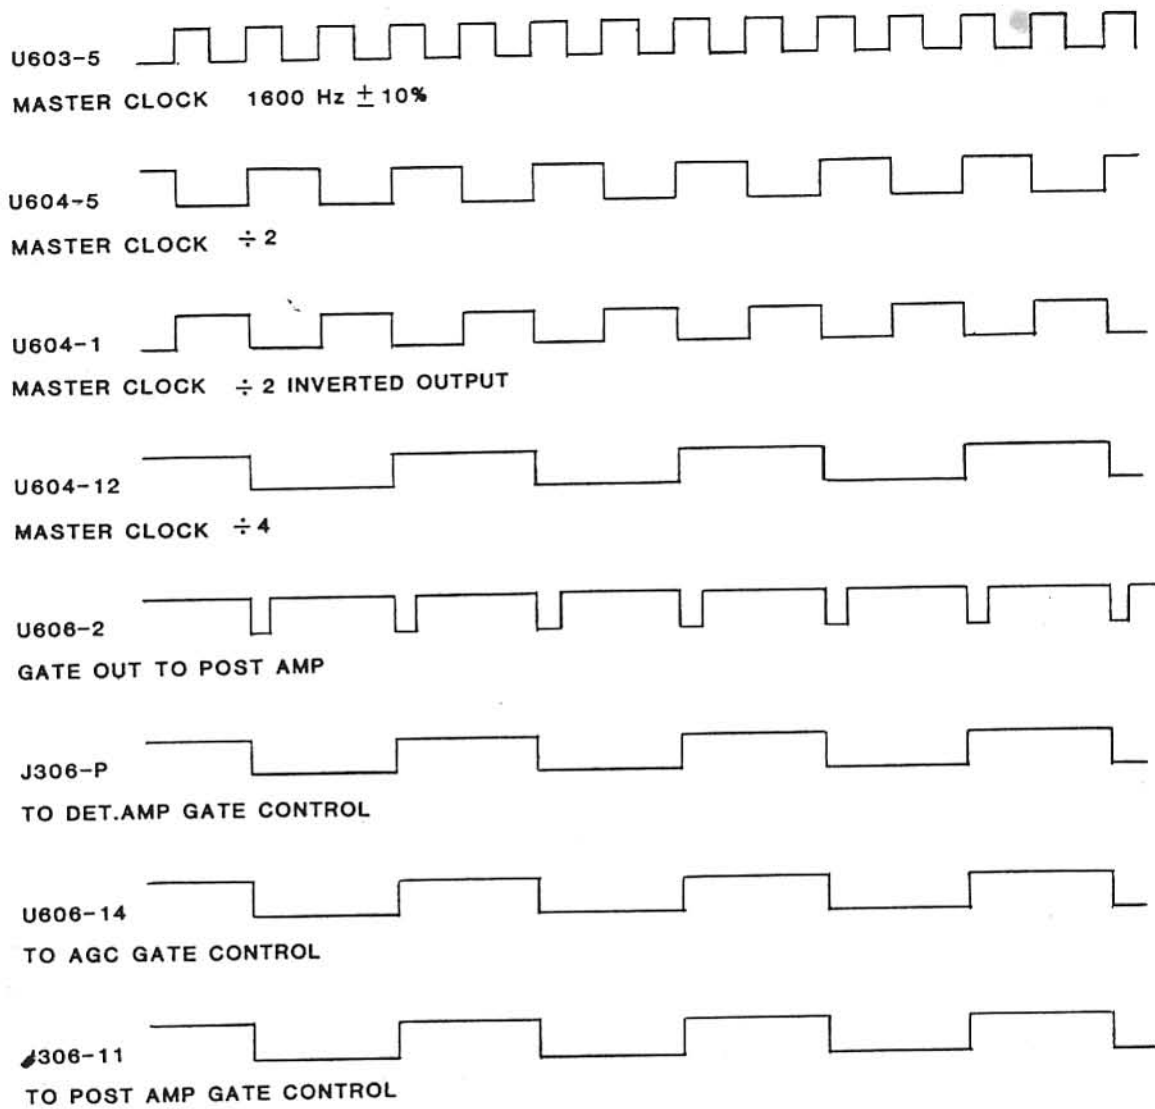 U603-5
MASTER CLOCK 1600 Hz ± 10%
U604-5
MASTER CLOCK ÷ 2
U604-1
MASTER CLOCK ÷ 2 INVERTED OUTPUT
U604-12
MASTER CLOCK ÷ 4
U606-2
GATE OUT TO POST AMP
J306-P
TO DET.AMP GATE CONTROL
U606-14
TO AGC GATE CONTROL
J306-11
TO POST AMP GATE CONTROL